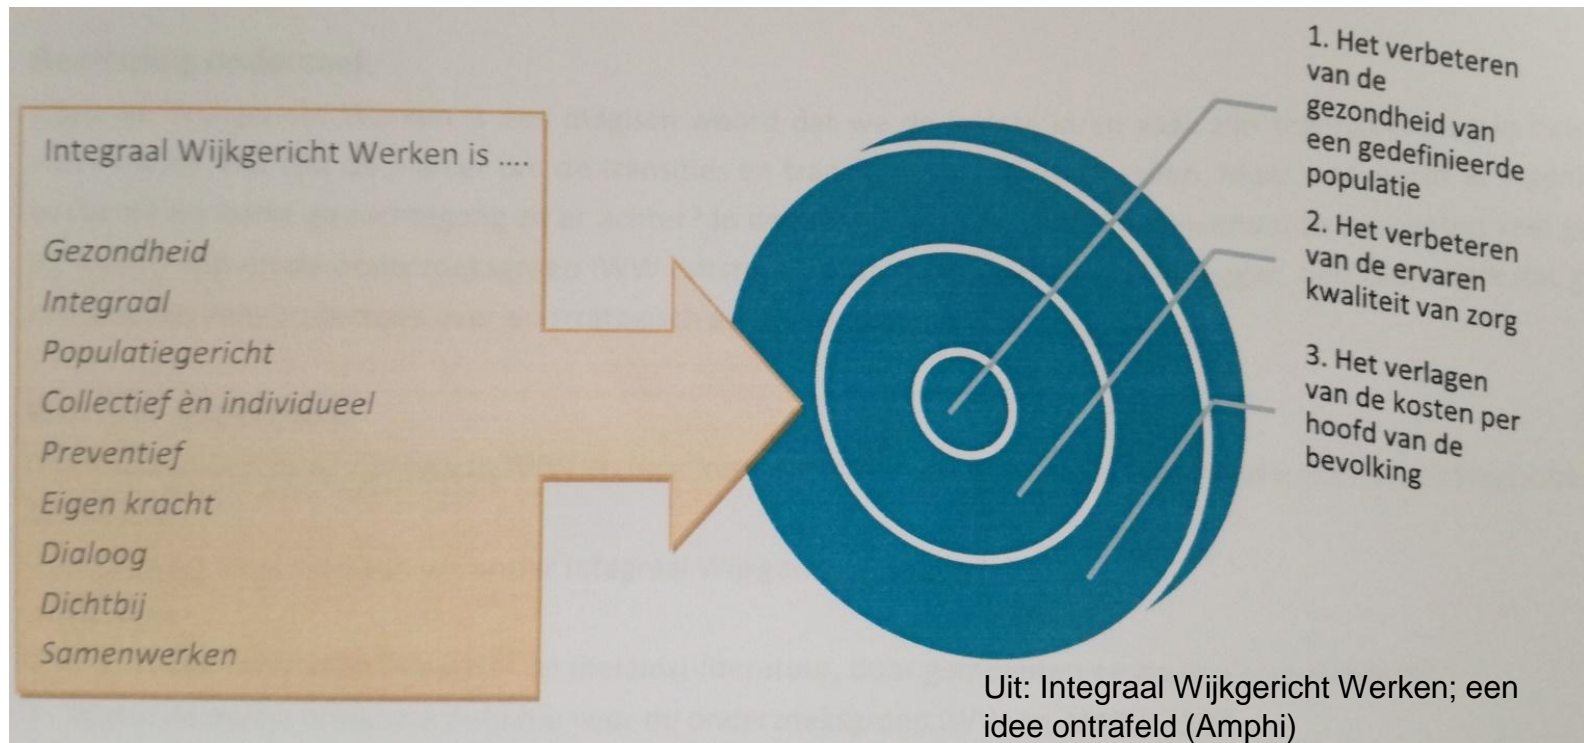 Integraal Wijkgericht Werken is ....
Gezondheid
Integraal
Populatiegericht
Collectief èn individueel
Preventief
Eigen kracht
Dialoog
Dichtbij
Samenwerken
1. Het verbeteren
van de
gezondheid van
een gedefinieerde
populatie
2. Het verbeteren
van de ervaren
kwaliteit van zorg
3. Het verlagen
van de kosten per
hoofd van de
bevolking
Uit: Integraal Wijkgericht Werken; een
idee ontrafeld (Amphi)